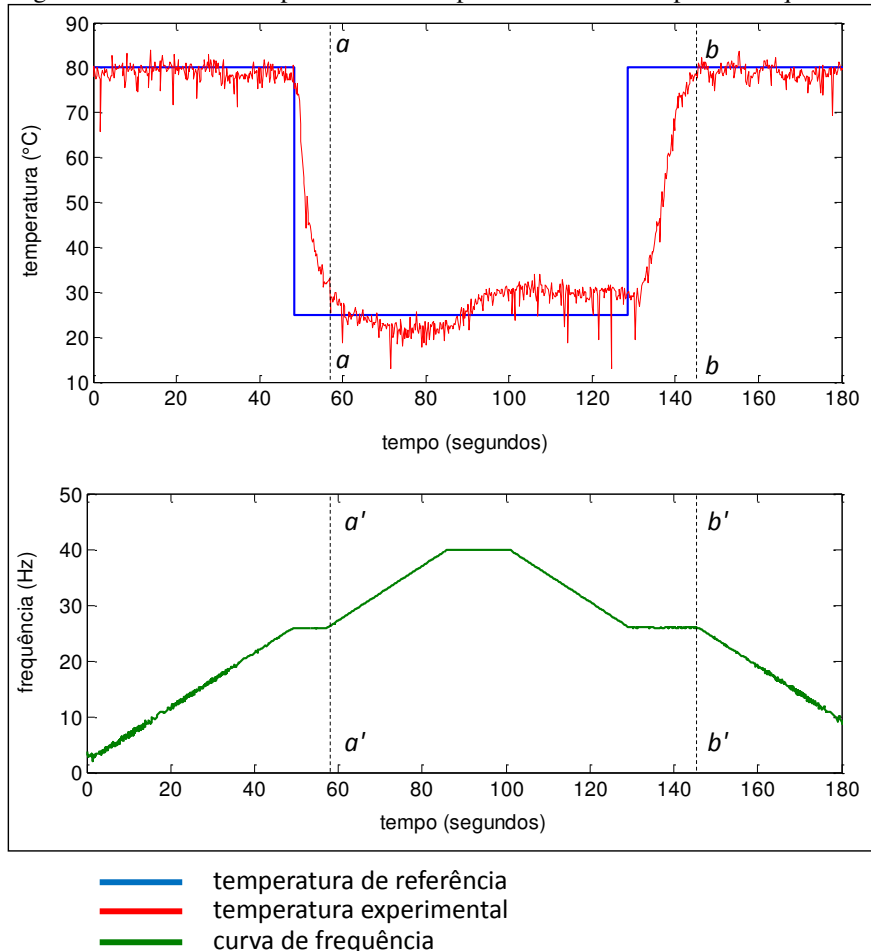 90
80
70
60
50
40
30
20
10
temperatura (°C)
a
b
a
b
0 20 40 60 80 100 120 140 160 180
tempo (segundos)
50
40
30
20
10
0
frequência (Hz)
a'
b'
a'
b'
0 20 40 60 80 100 120 140 160 180
tempo (segundos)
temperatura de referência
temperatura experimental
curva de frequência